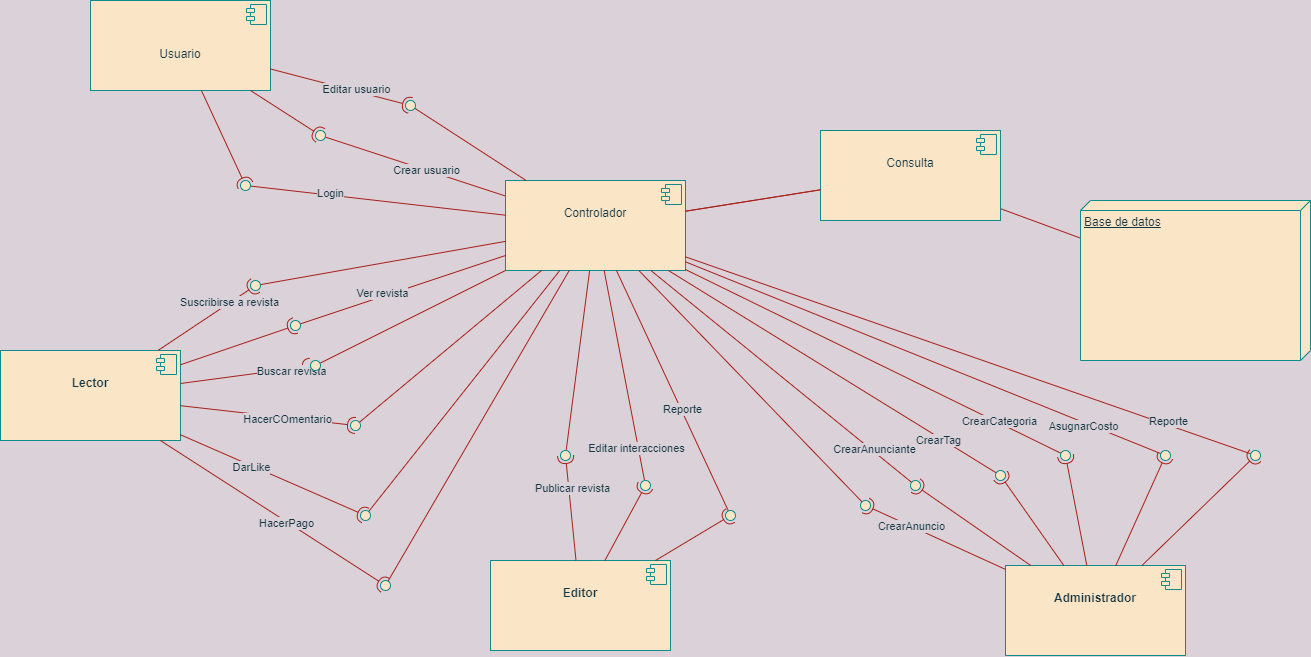 Usuario
Editar usuario
Crear usuario
Login
Controlador
Consulta
Base de datos
Suscribirse a revista
Ver revista
Buscar revista
Lector
HacerCOmentario
DarLike
HacerPago
Reporte
Editar interacciones
Publicar revista
Editor
CrearCategoria
AsugnarCosto
Reporte
CrearTag
CrearAnunciante
CrearAnuncio
Administrador